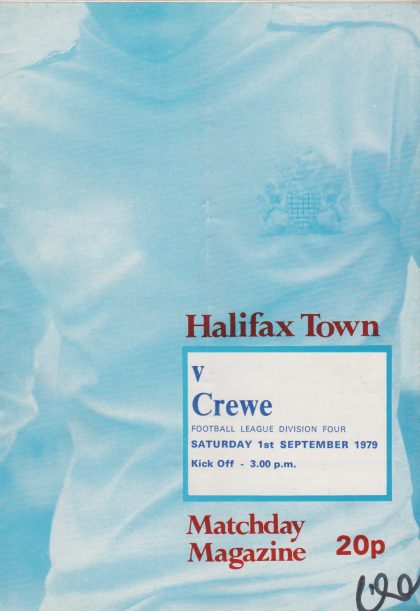 Halifax Town
v
Crewe
FOOTBALL LEAGUE DIVISION FOUR
SATURDAY 1st SEPTEMBER 1979
Kick Off - 3.00 p.m.
Matchday
Magazine 20p